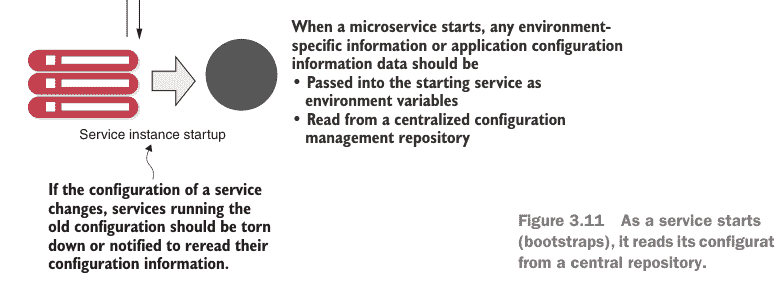 When a microservice starts, any environment-
specific information or application configuration
information data should be
• Passed into the starting service as
environment variables
• Read from a centralized configuration
management repository
Service instance startup
If the configuration of a service
changes, services running the
old configuration should be torn
down or notified to reread their
configuration information.
Figure 3.11 As a service starts
(bootstraps), it reads its configurat
from a central repository.